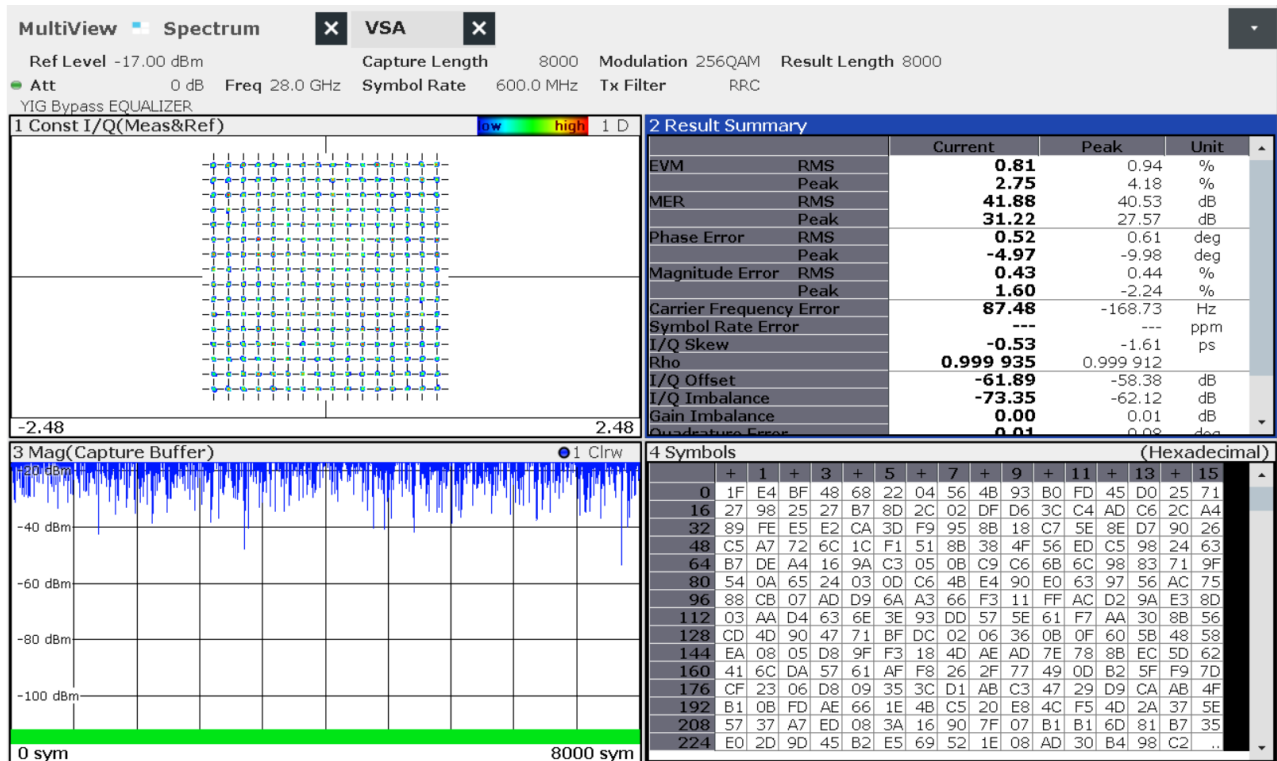 MultiView Spectrum × VSA ×
Ref Level -17.00 dBm Capture Length 8000 Modulation 256QAM Result Length 8000
Att 0 dB Freq 28.0 GHz Symbol Rate 600.0 MHz Tx Filter RRC
YIG Bypass EQUALIZER
1 Const I/Q(Meas&Ref) low high 1 D
-2.48 2.48
2 Result Summary
Current Peak Unit
EVM RMS 0.81 0.94 %
Peak 2.75 4.18 %
MER RMS 41.88 40.53 dB
Peak 31.22 27.57 dB
Phase Error RMS 0.52 0.61 deg
Peak -4.97 -9.98 deg
Magnitude Error RMS 0.43 0.44 %
Peak 1.60 -2.24 %
Carrier Frequency Error 87.48 -168.73 Hz
Symbol Rate Error --- --- ppm
I/Q Skew -0.53 -1.61 ps
Rho 0.999 935 0.999 912
I/Q Offset -61.89 -58.38 dB
I/Q Imbalance -73.35 -62.12 dB
Gain Imbalance 0.00 0.01 dB
Quadrature Error 0.01 0.08 deg
3 Mag(Capture Buffer) 1 Clrw
-20 dBm
-40 dBm
-60 dBm
-80 dBm
-100 dBm
0 sym 8000 sym
4 Symbols (Hexadecimal)
+ 1 + 3 + 5 + 7 + 9 + 11 + 13 + 15
0 1F E4 BF 48 68 22 04 56 4B 93 B0 FD 45 D0 25 71
16 27 98 25 27 B7 8D 2C 02 DF D6 3C C4 AD C6 2C A4
32 89 FE E5 E2 CA 3D F9 95 8B 18 C7 5E 8E D7 90 26
48 C5 A7 72 6C 1C F1 51 8B 38 4F 56 ED C5 98 24 63
64 B7 DE A4 16 9A C3 05 0B C9 C6 6B 6C 98 83 71 9F
80 54 0A 65 24 03 0D C6 4B E4 90 E0 63 97 56 AC 75
96 88 CB 07 AD D9 6A A3 66 F3 11 FF AC D2 9A E3 8D
112 03 AA D4 63 6E 3E 93 DD 57 5E 61 F7 AA 30 8B 56
128 CD 4D 90 47 71 BF DC 02 06 36 0B 0F 60 5B 48 58
144 EA 08 05 D8 9F F3 18 4D AE AD 7E 78 8B EC 5D 62
160 41 6C DA 57 61 AF F8 26 2F 77 49 0D B2 5F F9 7D
176 CF 23 06 D8 09 35 3C D1 AB C3 47 29 D9 CA AB 4F
192 B1 0B FD AE 66 1E 4B C5 20 E8 4C F5 4D 2A 37 5E
208 57 37 A7 ED 08 3A 16 90 7F 07 B1 B1 6D 81 B7 35
224 E0 2D 9D 45 B2 E5 69 52 1E 08 AD 30 B4 98 C2 ..